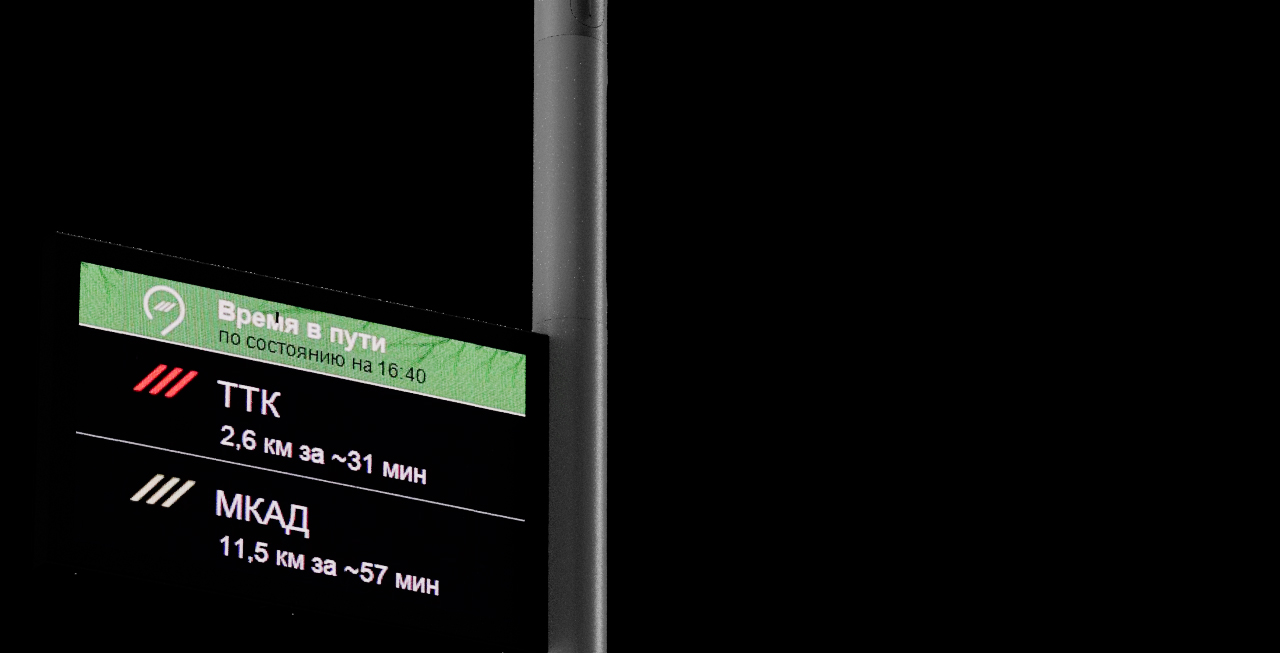 Время в пути
по состоянию на 16:40
ТТК
2,6 км за ~31 мин
МКАД
11,5 км за ~57 мин